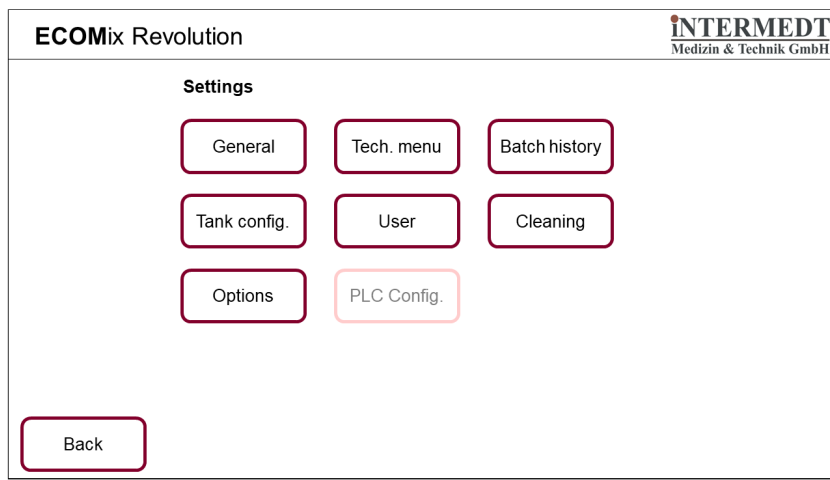 ECOMix Revolution
iNTERMEDT
Medizin & Technik GmbH
Settings
General
Tech. menu
Batch history
Tank config.
User
Cleaning
Options
PLC Config.
Back